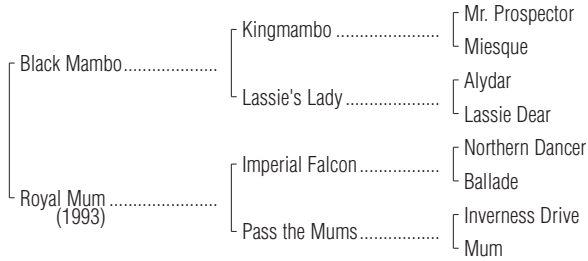 Mr. Prospector
Kingmambo ......................
Miesque
Black Mambo....................
Alydar
Lassie's Lady ....................
Lassie Dear
Northern Dancer
Imperial Falcon.................
Ballade
Royal Mum .......................
(1993)
Inverness Drive
Pass the Mums.................
Mum